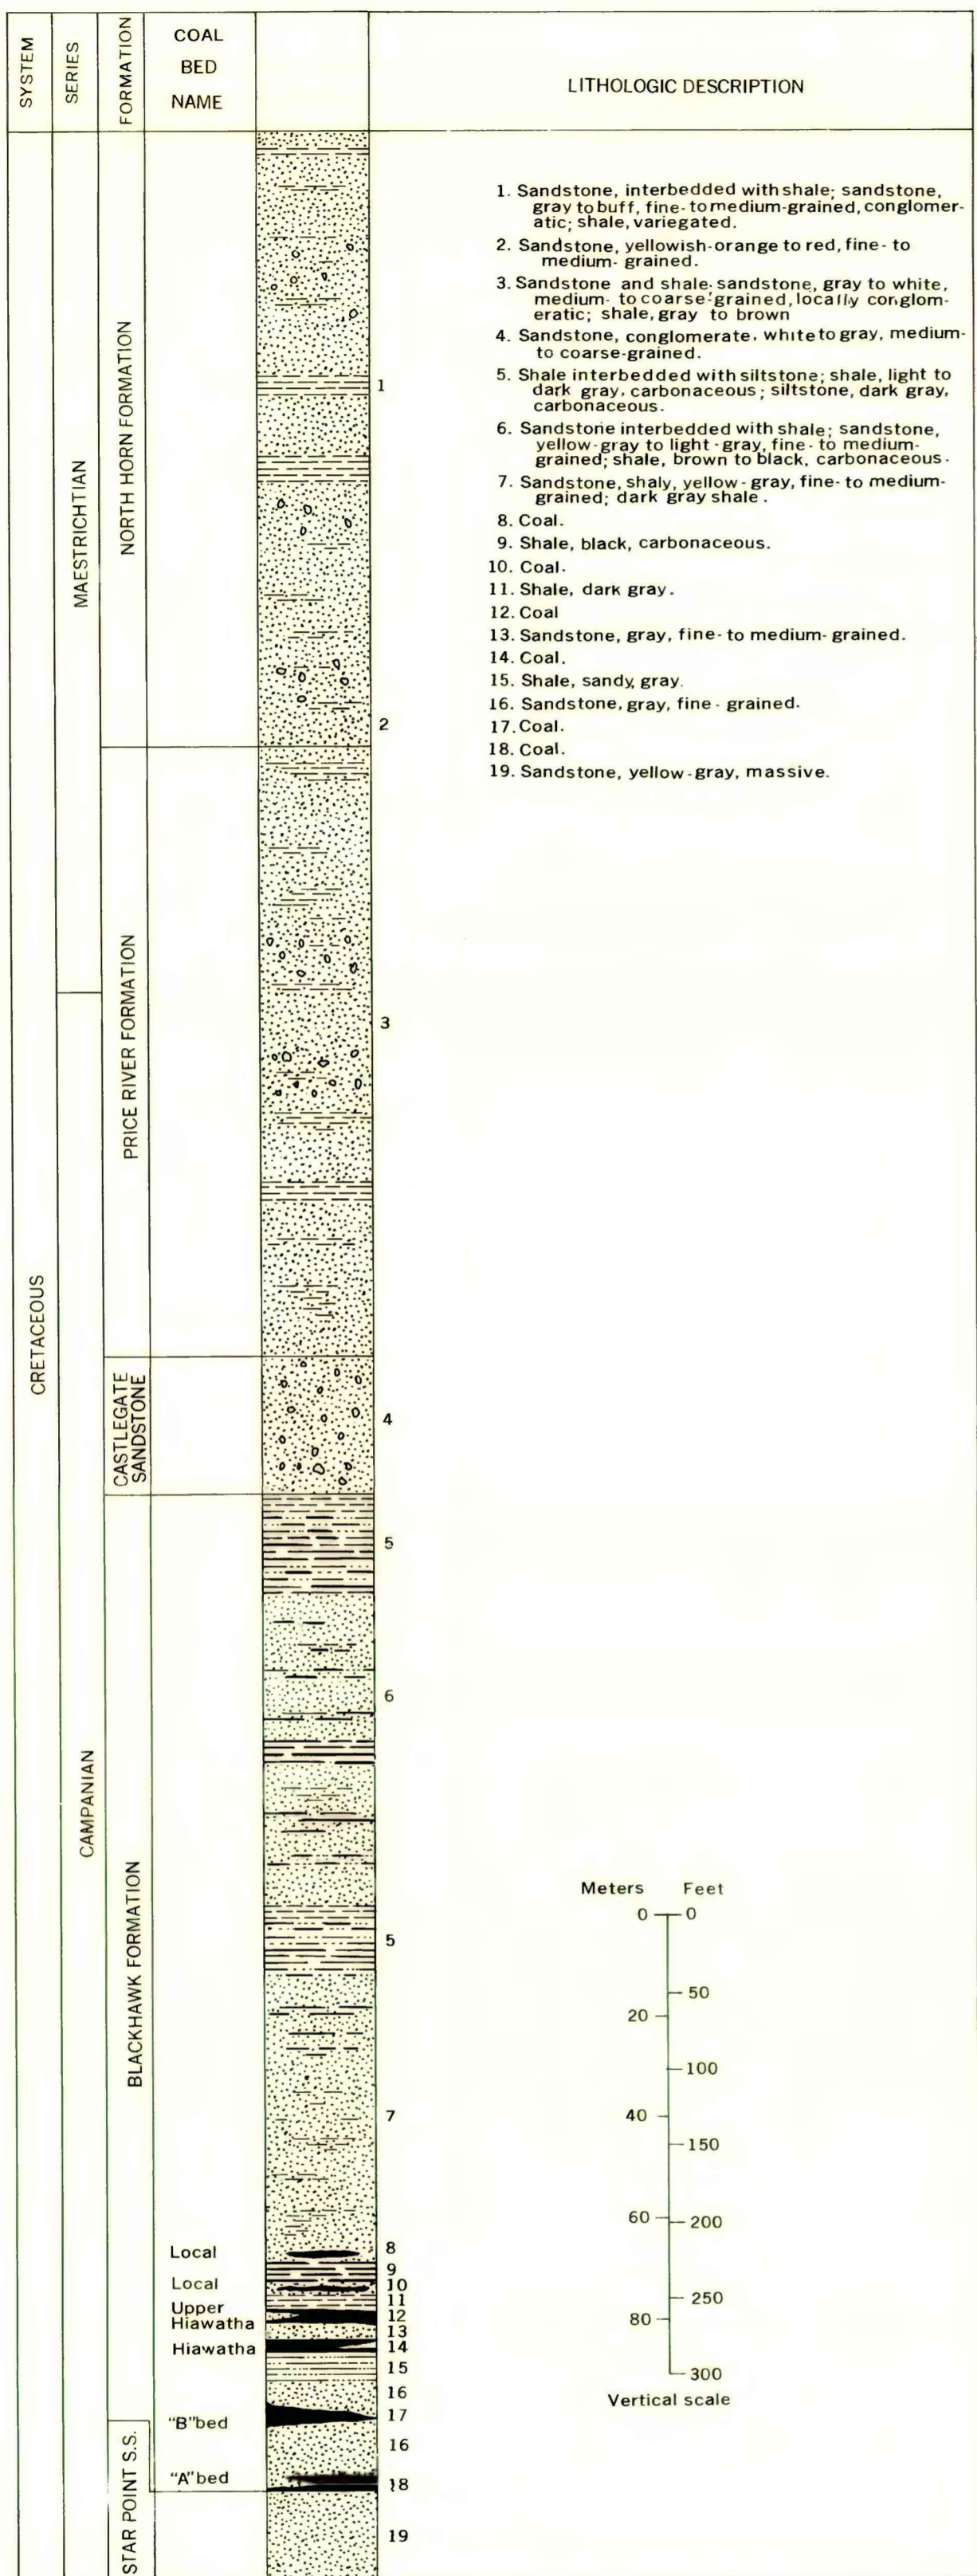 SYSTEM
SERIES
FORMATION
COAL
BED
NAME
LITHOLOGIC DESCRIPTION
CRETACEOUS
MAESTRICHTIAN
CAMPANIAN
NORTH HORN FORMATION
PRICE RIVER FORMATION
CASTLEGATE
SANDSTONE
BLACKHAWK FORMATION
STAR POINT S.S.
Local
Local
Upper
Hiawatha
Hiawatha
"B"bed
"A"bed
1
2
3
4
5
6
5
7
8
9
10
11
12
13
14
15
16
17
16
18
19
1. Sandstone, interbedded with shale; sandstone,
gray to buff, fine- to medium-grained, conglomer-
atic; shale, variegated.
2. Sandstone, yellowish-orange to red, fine- to
medium- grained.
3. Sandstone and shale; sandstone, gray to white,
medium- to coarse-grained, locally conglom-
eratic; shale, gray to brown
4. Sandstone, conglomerate, white to gray, medium-
to coarse-grained.
5. Shale interbedded with siltstone; shale, light to
dark gray, carbonaceous; siltstone, dark gray,
carbonaceous.
6. Sandstone interbedded with shale; sandstone,
yellow-gray to light-gray, fine- to medium-
grained; shale, brown to black, carbonaceous.
7. Sandstone, shaly, yellow-gray, fine- to medium-
grained; dark gray shale.
8. Coal.
9. Shale, black, carbonaceous.
10. Coal.
11. Shale, dark gray.
12. Coal
13. Sandstone, gray, fine- to medium- grained.
14. Coal.
15. Shale, sandy, gray.
16. Sandstone, gray, fine-grained.
17. Coal.
18. Coal.
19. Sandstone, yellow-gray, massive.
Meters Feet
0 0
50
20
100
40
150
60
200
250
80
300
Vertical scale